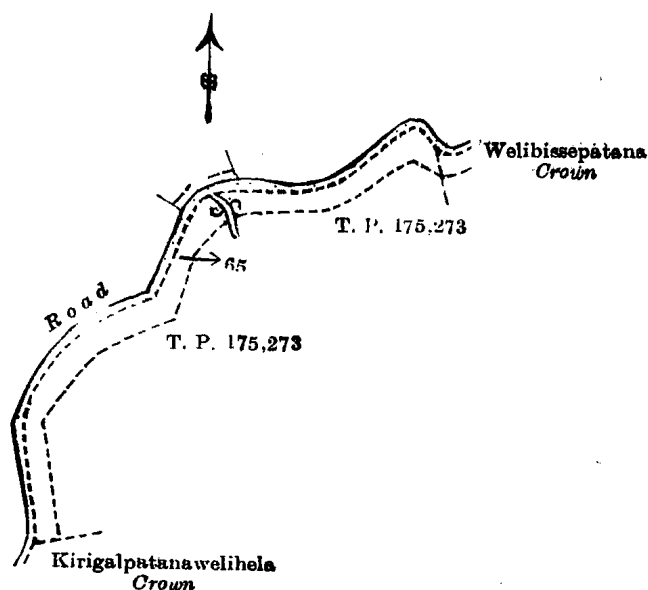 Welibissepatana
Crown
T. P. 175,273
65
Road
T. P. 175,273
Kirigalpatanawelihela
Crown